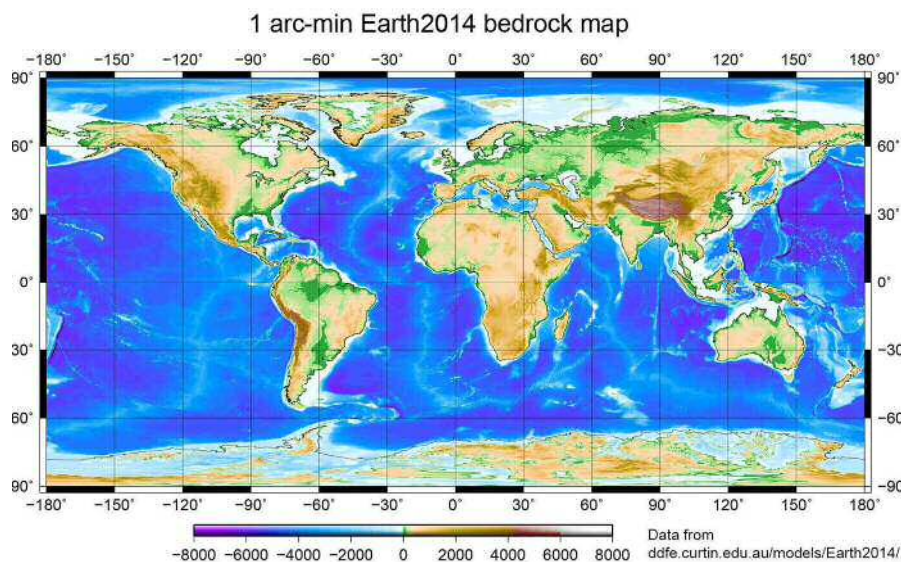 1 arc-min Earth2014 bedrock map
−180° −150° −120° −90° −60° −30° 0° 30° 60° 90° 120° 150° 180°
90° 90°
60° 60°
30° 30°
0° 0°
−30° −30°
−60° −60°
−90° −90°
−180° −150° −120° −90° −60° −30° 0° 30° 60° 90° 120° 150° 180°
−8000 −6000 −4000 −2000 0 2000 4000 6000 8000
Data from
ddfe.curtin.edu.au/models/Earth2014/